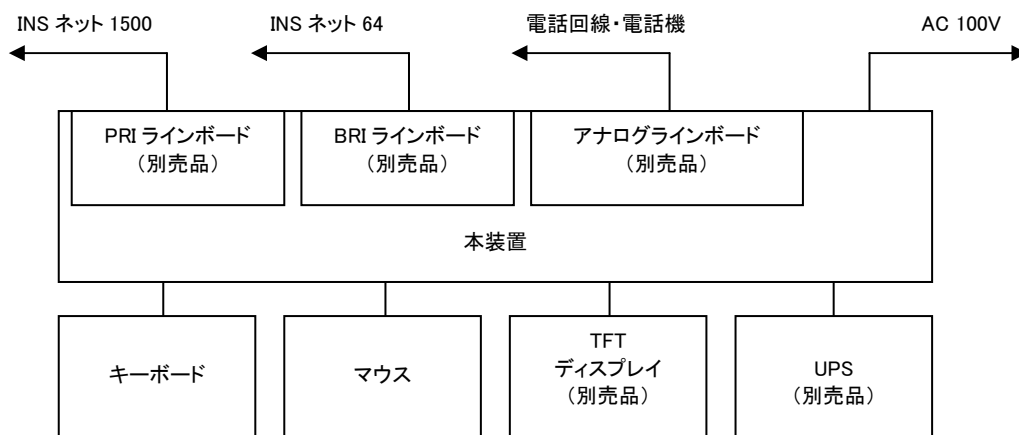 INS ネット 1500
INS ネット 64
電話回線・電話機
AC 100V
PRI ラインボード
(別売品)
BRI ラインボード
(別売品)
アナログラインボード
(別売品)
本装置
キーボード
マウス
TFT
ディスプレイ
(別売品)
UPS
(別売品)